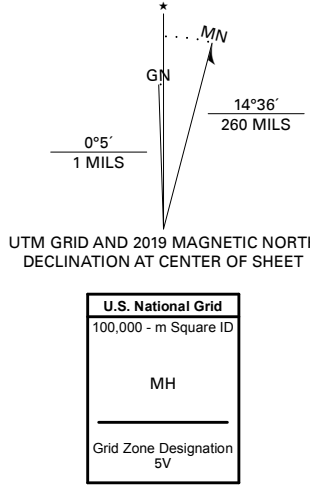 ★
MN
GN
14°36´
260 MILS
0°5´
1 MILS
UTM GRID AND 2019 MAGNETIC NORT
DECLINATION AT CENTER OF SHEET
U.S. National Grid
100,000 - m Square ID
MH
Grid Zone Designation
5V